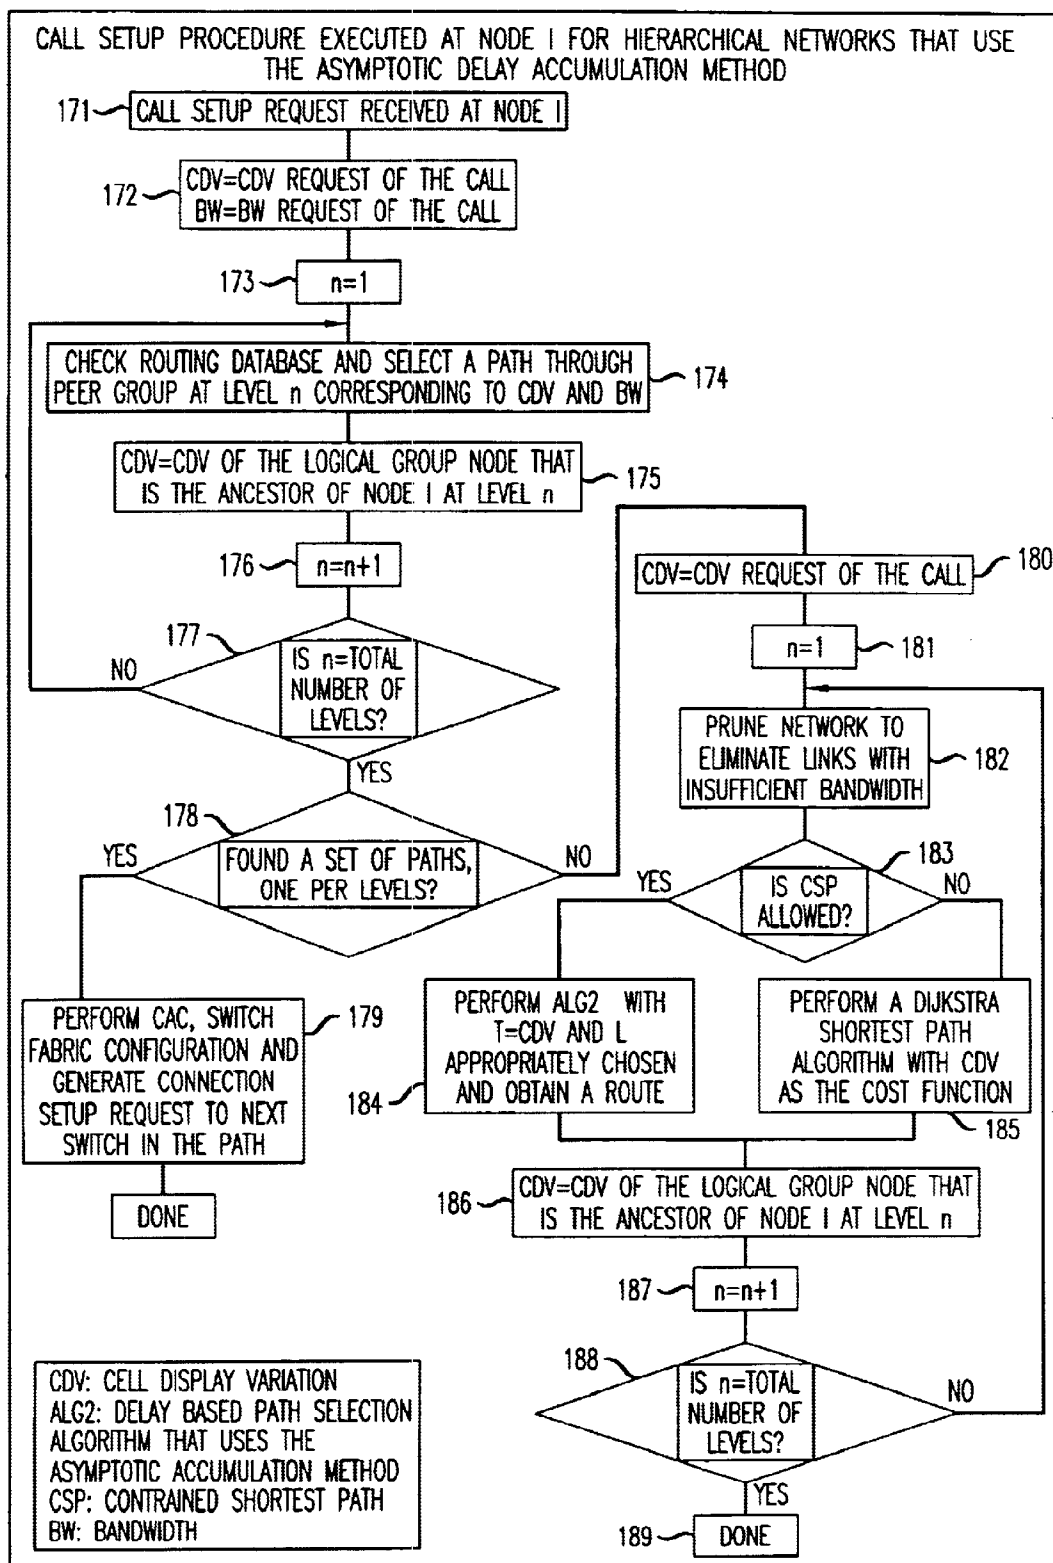 CALL SETUP PROCEDURE EXECUTED AT NODE I FOR HIERARCHICAL NETWORKS THAT USE
THE ASYMPTOTIC DELAY ACCUMULATION METHOD
171
CALL SETUP REQUEST RECEIVED AT NODE I
172
CDV=CDV REQUEST OF THE CALL
BW=BW REQUEST OF THE CALL
173
n=1
CHECK ROUTING DATABASE AND SELECT A PATH THROUGH
PEER GROUP AT LEVEL n CORRESPONDING TO CDV AND BW
174
CDV=CDV OF THE LOGICAL GROUP NODE THAT
IS THE ANCESTOR OF NODE I AT LEVEL n
175
176
n=n+1
177
IS n=TOTAL
NUMBER OF
LEVELS?
NO
YES
178
FOUND A SET OF PATHS,
ONE PER LEVELS?
YES
NO
PERFORM CAC, SWITCH
FABRIC CONFIGURATION AND
GENERATE CONNECTION
SETUP REQUEST TO NEXT
SWITCH IN THE PATH
179
DONE
CDV=CDV REQUEST OF THE CALL
180
n=1
181
PRUNE NETWORK TO
ELIMINATE LINKS WITH
INSUFFICIENT BANDWIDTH
182
183
IS CSP
ALLOWED?
YES
NO
PERFORM ALG2 WITH
T=CDV AND L
APPROPRIATELY CHOSEN
AND OBTAIN A ROUTE
184
PERFORM A DIJKSTRA
SHORTEST PATH
ALGORITHM WITH CDV
AS THE COST FUNCTION
185
186
CDV=CDV OF THE LOGICAL GROUP NODE THAT
IS THE ANCESTOR OF NODE I AT LEVEL n
187
n=n+1
188
IS n=TOTAL
NUMBER OF
LEVELS?
NO
YES
189
DONE
CDV: CELL DISPLAY VARIATION
ALG2: DELAY BASED PATH SELECTION
ALGORITHM THAT USES THE
ASYMPTOTIC ACCUMULATION METHOD
CSP: CONTRAINED SHORTEST PATH
BW: BANDWIDTH